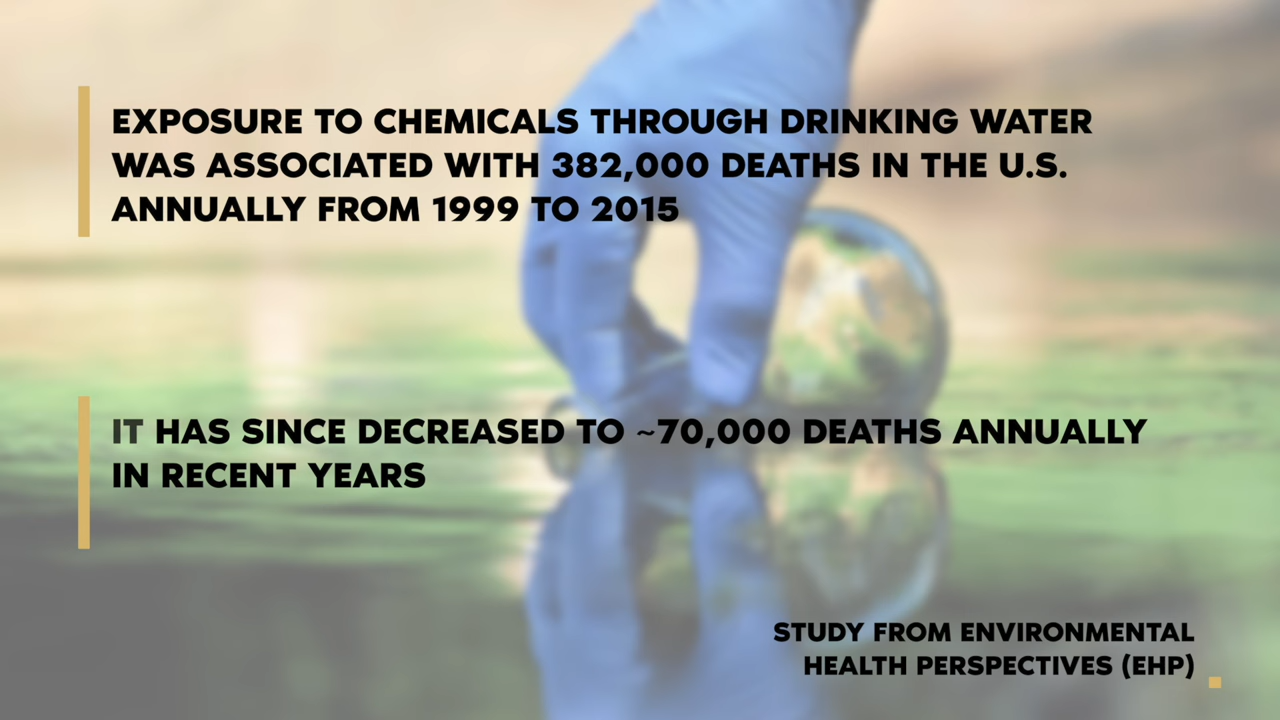 EXPOSURE TO CHEMICALS THROUGH DRINKING WATER
WAS ASSOCIATED WITH 382,000 DEATHS IN THE U.S.
ANNUALLY FROM 1999 TO 2015
IT HAS SINCE DECREASED TO ~70,000 DEATHS ANNUALLY
IN RECENT YEARS
STUDY FROM ENVIRONMENTAL
HEALTH PERSPECTIVES (EHP)